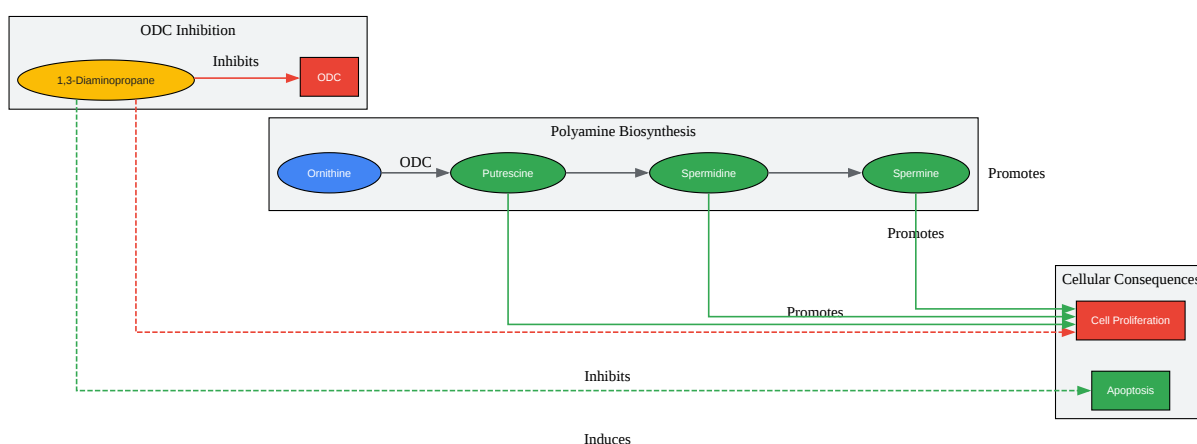 ODC Inhibition
1,3-Diaminopropane
Inhibits
ODC
Polyamine Biosynthesis
Ornithine
ODC
Putrescine
Spermidine
Spermine
Promotes
Promotes
Cellular Consequences
Promotes
Cell Proliferation
Inhibits
Apoptosis
Induces